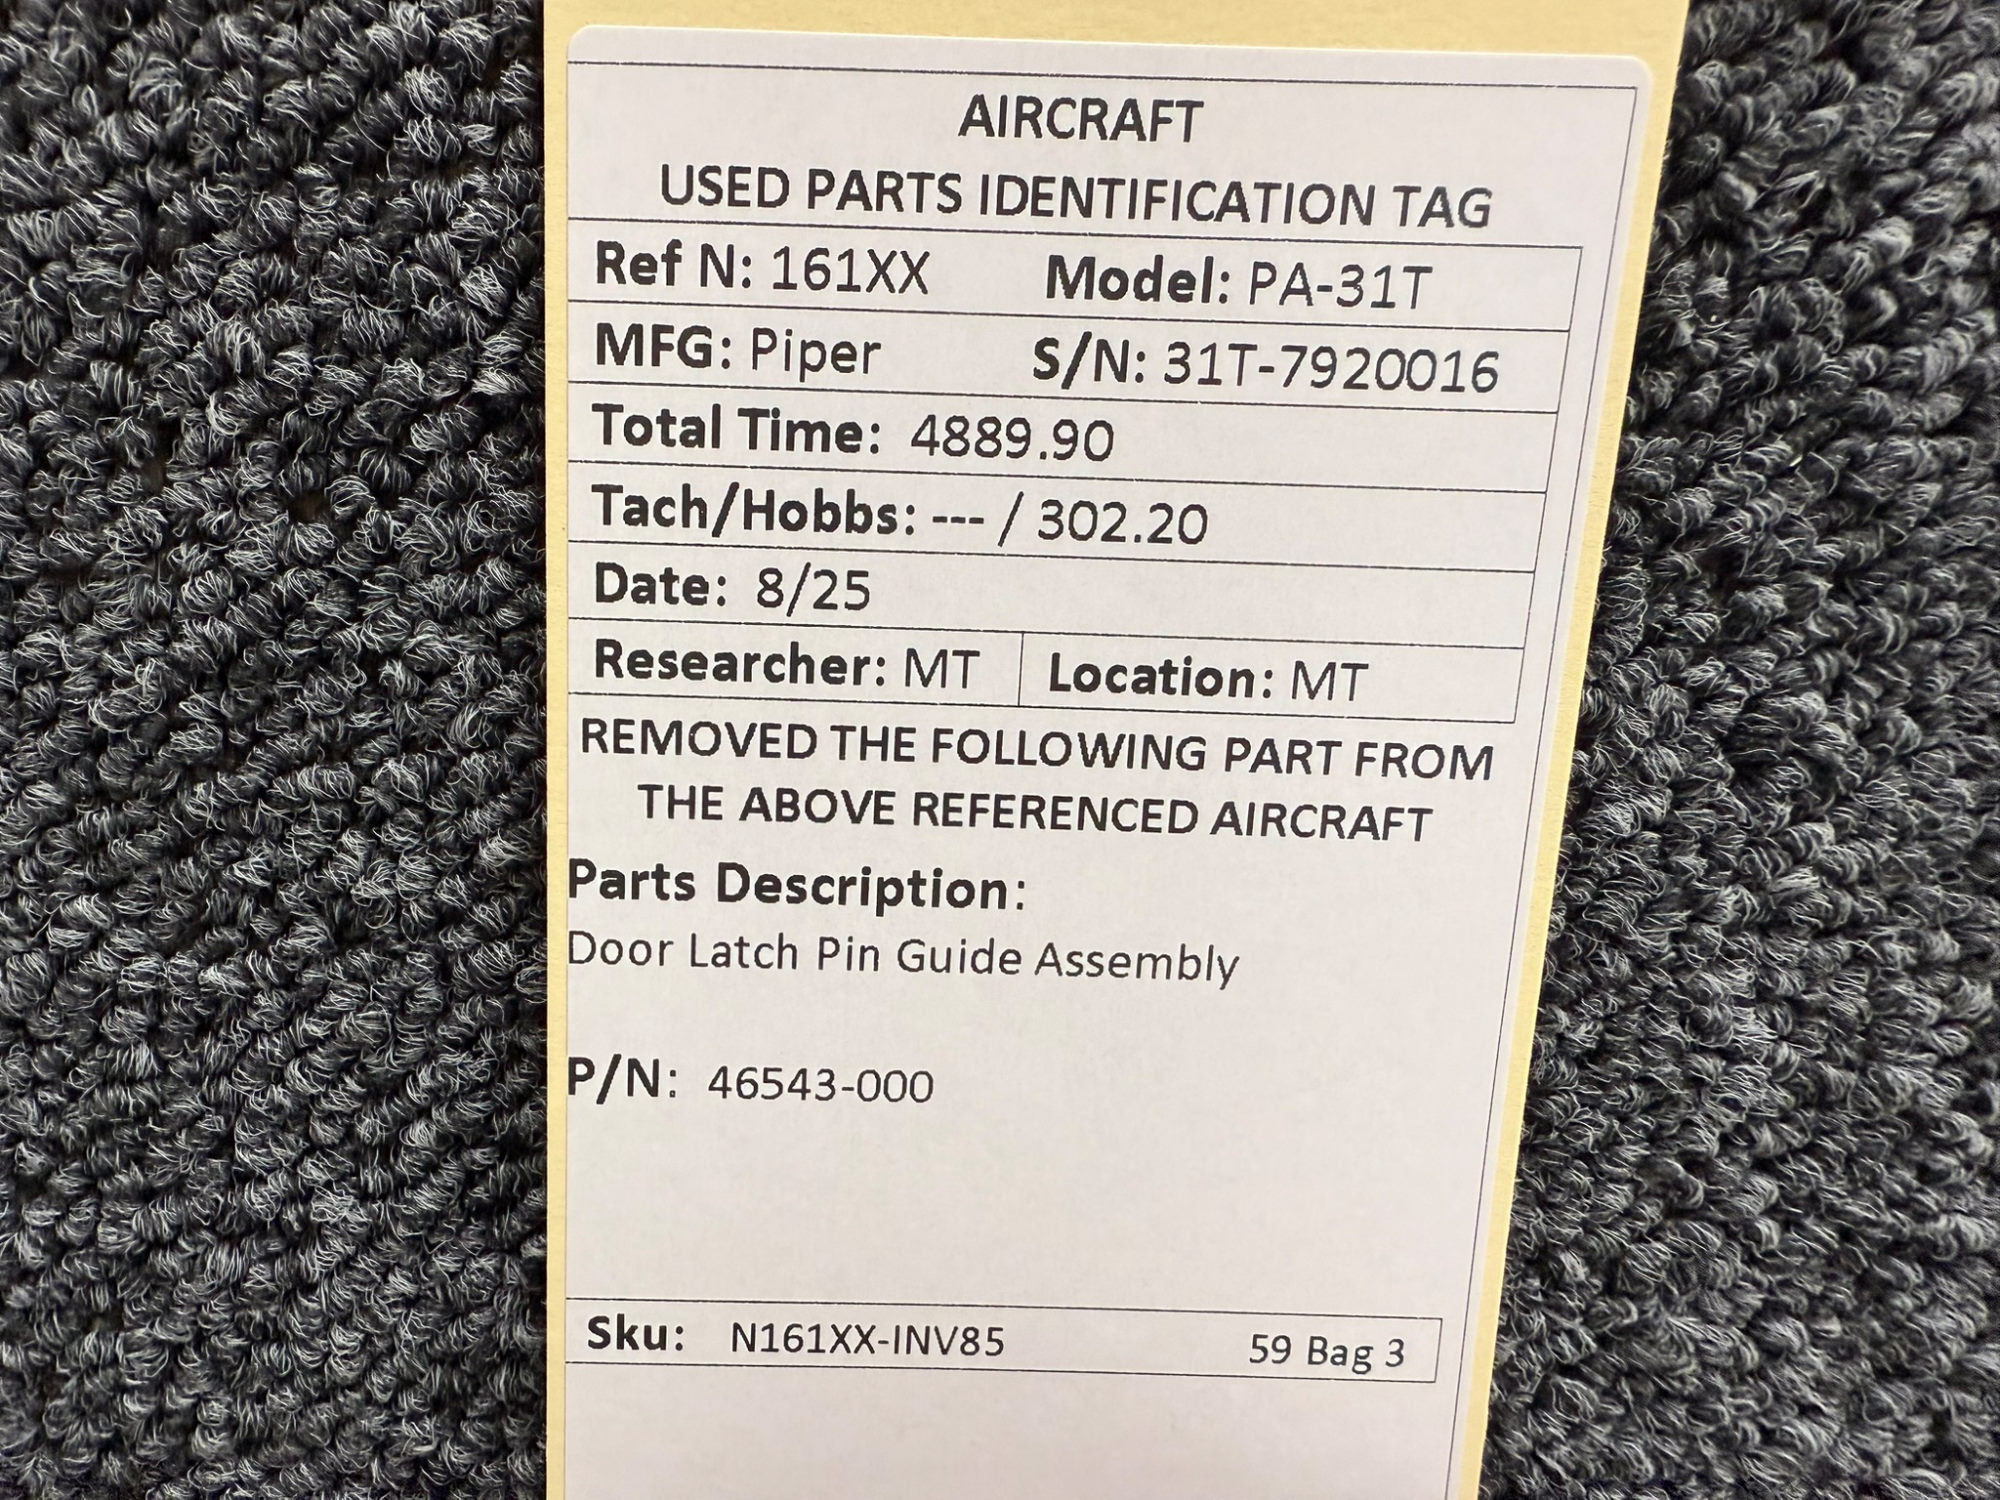 AIRCRAFT
USED PARTS IDENTIFICATION TAG
Ref N: 161XX Model: PA-31T
MFG: Piper S/N: 31T-7920016
Total Time: 4889.90
Tach/Hobbs: --- / 302.20
Date: 8/25
Researcher: MT Location: MT
REMOVED THE FOLLOWING PART FROM
THE ABOVE REFERENCED AIRCRAFT
Parts Description:
Door Latch Pin Guide Assembly
P/N: 46543-000
Sku: N161XX-INV85 59 Bag 3